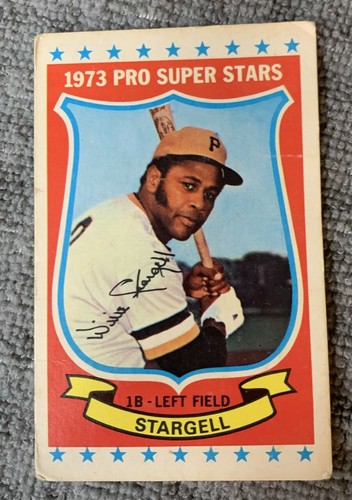 1973 PRO SUPER STARS
P
Willie Stargell
1B - LEFT FIELD
STARGELL